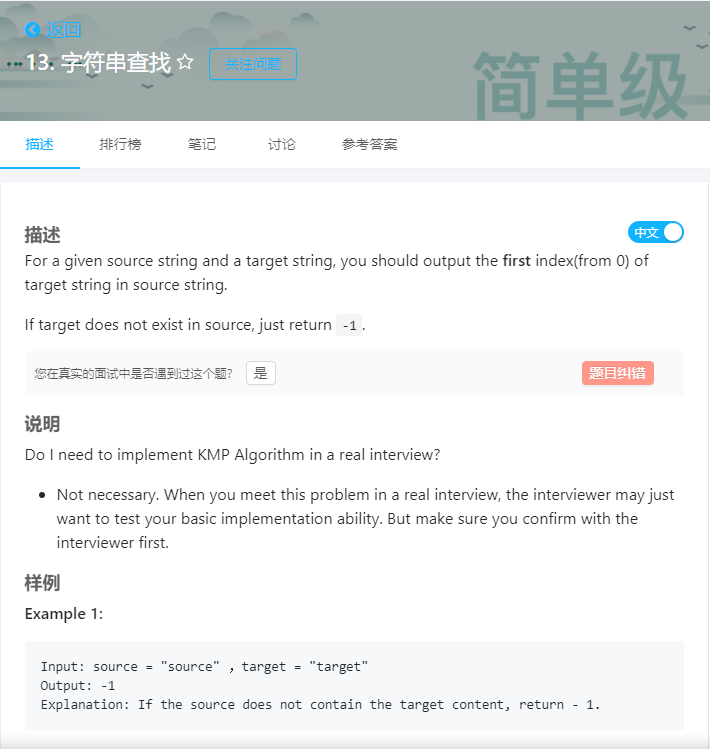 返回
13. 字符串查找
关注问题
简单级
描述 排行榜 笔记 讨论 参考答案
描述
中文
For a given source string and a target string, you should output the first index(from 0) of
target string in source string.
If target does not exist in source, just return -1.
您在真实的面试中是否遇到过这个题? 是
题目纠错
说明
Do I need to implement KMP Algorithm in a real interview?
• Not necessary. When you meet this problem in a real interview, the interviewer may just
want to test your basic implementation ability. But make sure you confirm with the
interviewer first.
样例
Example 1:
Input: source = "source" , target = "target"
Output: -1
Explanation: If the source does not contain the target content, return - 1.